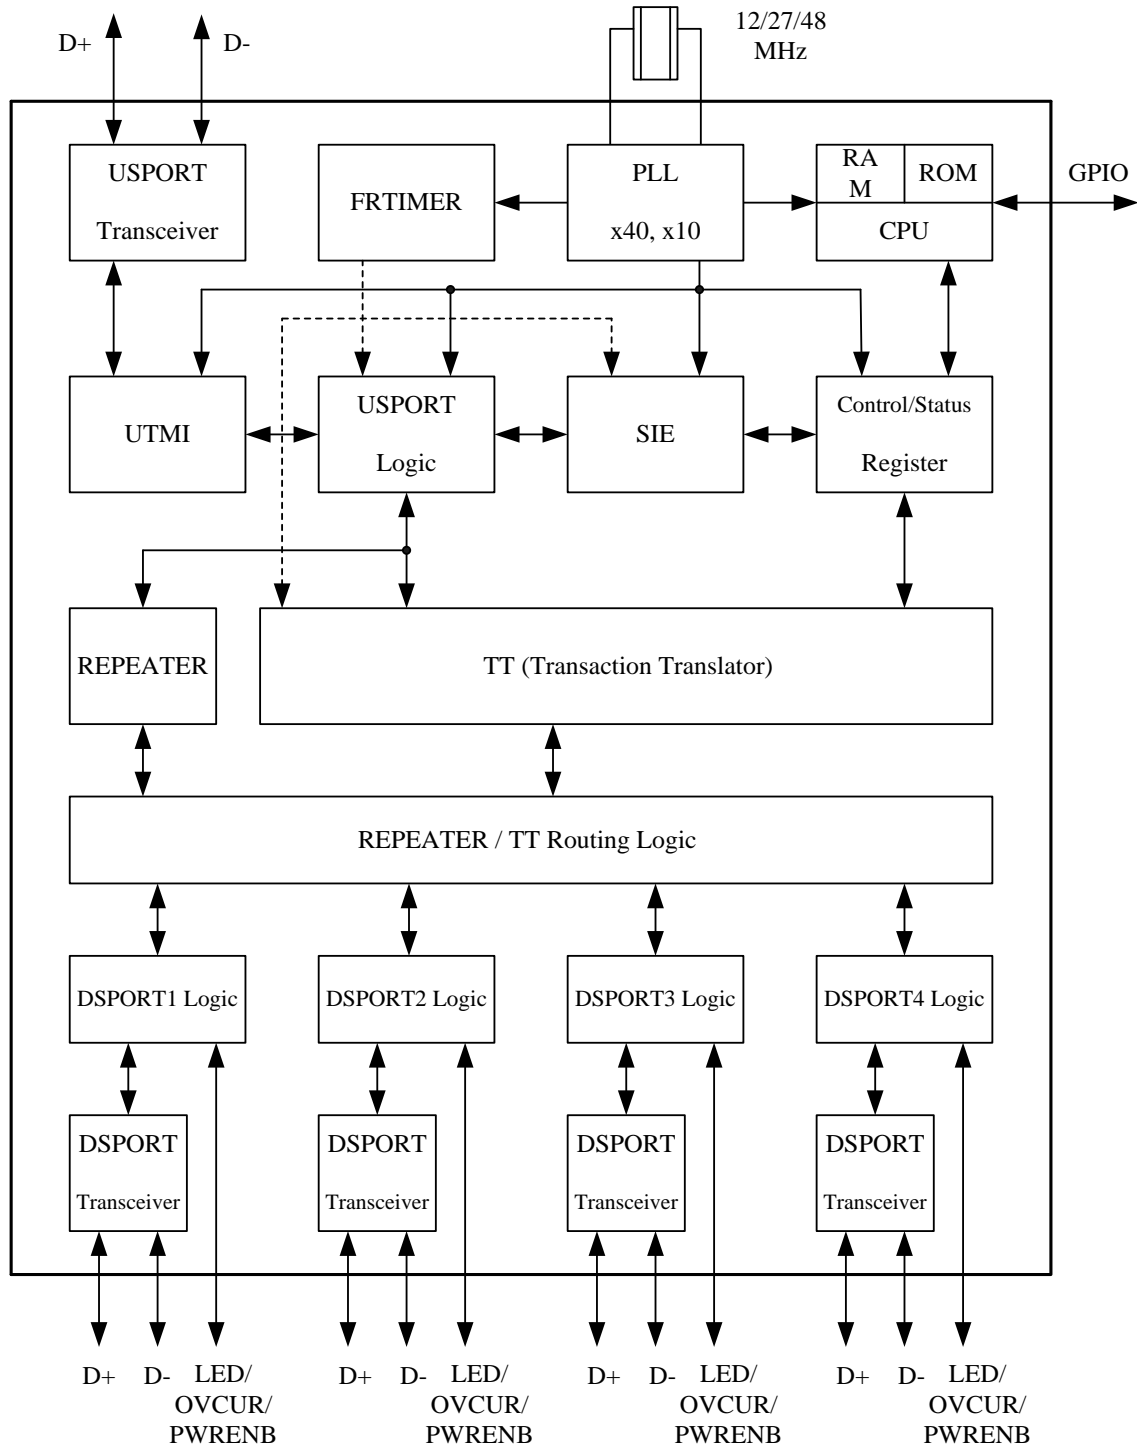 D+
D-
12/27/48
MHz
USPORT
Transceiver
FRTIMER
PLL
x40, x10
RA
M
ROM
CPU
GPIO
UTMI
USPORT
Logic
SIE
Control/Status
Register
REPEATER
TT (Transaction Translator)
REPEATER / TT Routing Logic
DSPORT1 Logic
DSPORT2 Logic
DSPORT3 Logic
DSPORT4 Logic
DSPORT
Transceiver
DSPORT
Transceiver
DSPORT
Transceiver
DSPORT
Transceiver
D+
D-
LED/
OVCUR/
PWRENB
D+
D-
LED/
OVCUR/
PWRENB
D+
D-
LED/
OVCUR/
PWRENB
D+
D-
LED/
OVCUR/
PWRENB